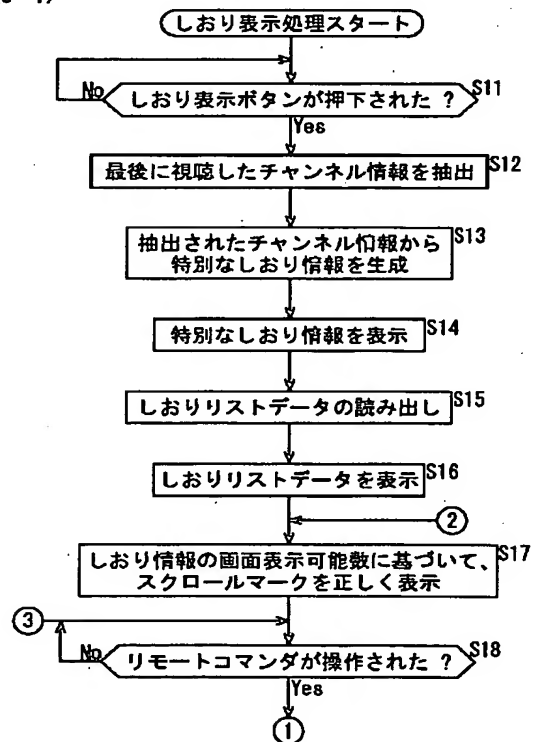 しおり表示処理スタート
No
しおり表示ボタンが押下された ?
S11
Yes
最後に視聴したチャンネル情報を抽出
S12
抽出されたチャンネル情報から
特別なしおり情報を生成
S13
特別なしおり情報を表示
S14
しおりリストデータの読み出し
S15
しおりリストデータを表示
S16
②
しおり情報の画面表示可能数に基づいて、
スクロールマークを正しく表示
S17
③
No
リモートコマンダが操作された ?
S18
Yes
①